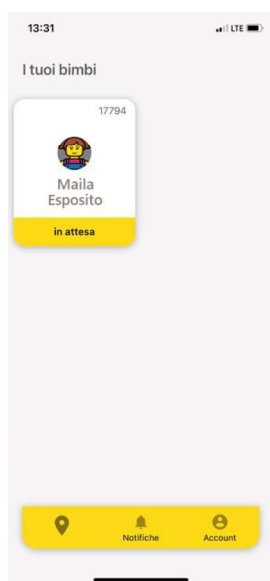 13:31
LTE
I tuoi bimbi
17794
Maila
Esposito
in attesa
Notifiche
Account